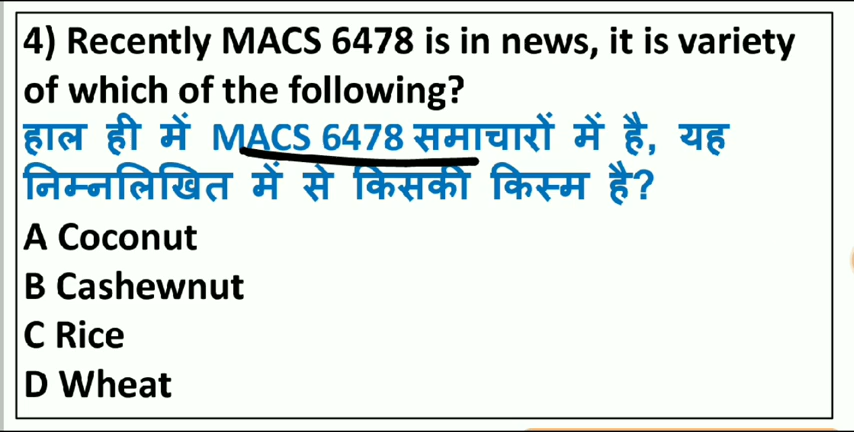 4) Recently MACS 6478 is in news, it is variety
of which of the following?
हाल ही में MACS 6478 समाचारों में है, यह
निम्नलिखित में से किसकी किस्म है?
A Coconut
B Cashewnut
C Rice
D Wheat